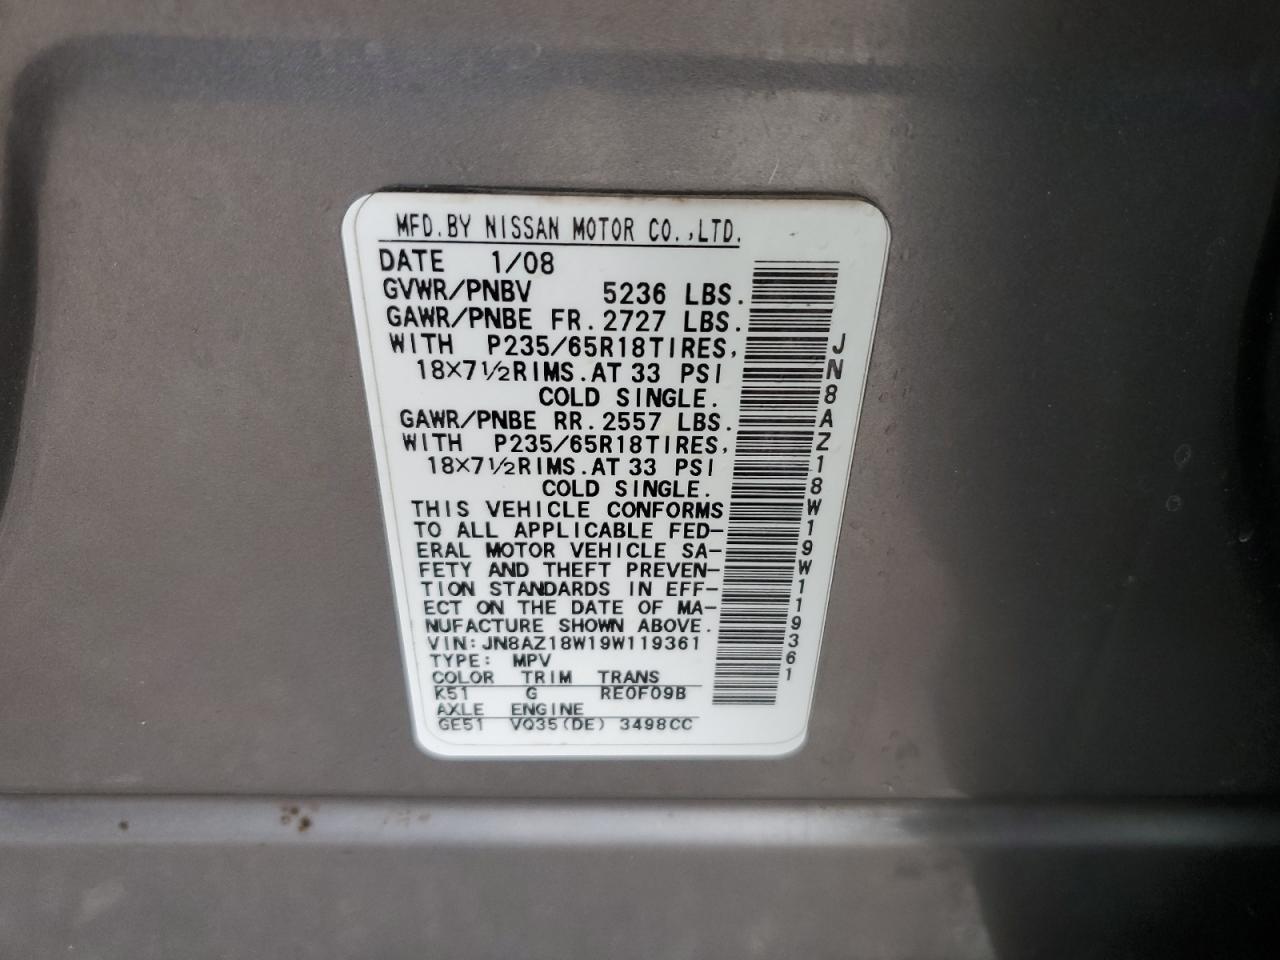 MFD.BY NISSAN MOTOR CO.,LTD.
DATE 1/08
GVWR/PNBV 5236 LBS.
GAWR/PNBE FR.2727 LBS.
WITH P235/65R18TIRES,
18×7½RIMS.AT 33 PSI
COLD SINGLE.
GAWR/PNBE RR.2557 LBS.
WITH P235/65R18TIRES,
18×7½RIMS.AT 33 PSI
COLD SINGLE.
THIS VEHICLE CONFORMS
TO ALL APPLICABLE FED-
ERAL MOTOR VEHICLE SA-
FETY AND THEFT PREVEN-
TION STANDARDS IN EFF-
ECT ON THE DATE OF MA-
NUFACTURE SHOWN ABOVE.
VIN:JN8AZ18W19W119361
TYPE: MPV
COLOR TRIM TRANS
K51 G RE0F09B
AXLE ENGINE
GE51 VQ35(DE) 3498CC
JN8AZ18W19W119361